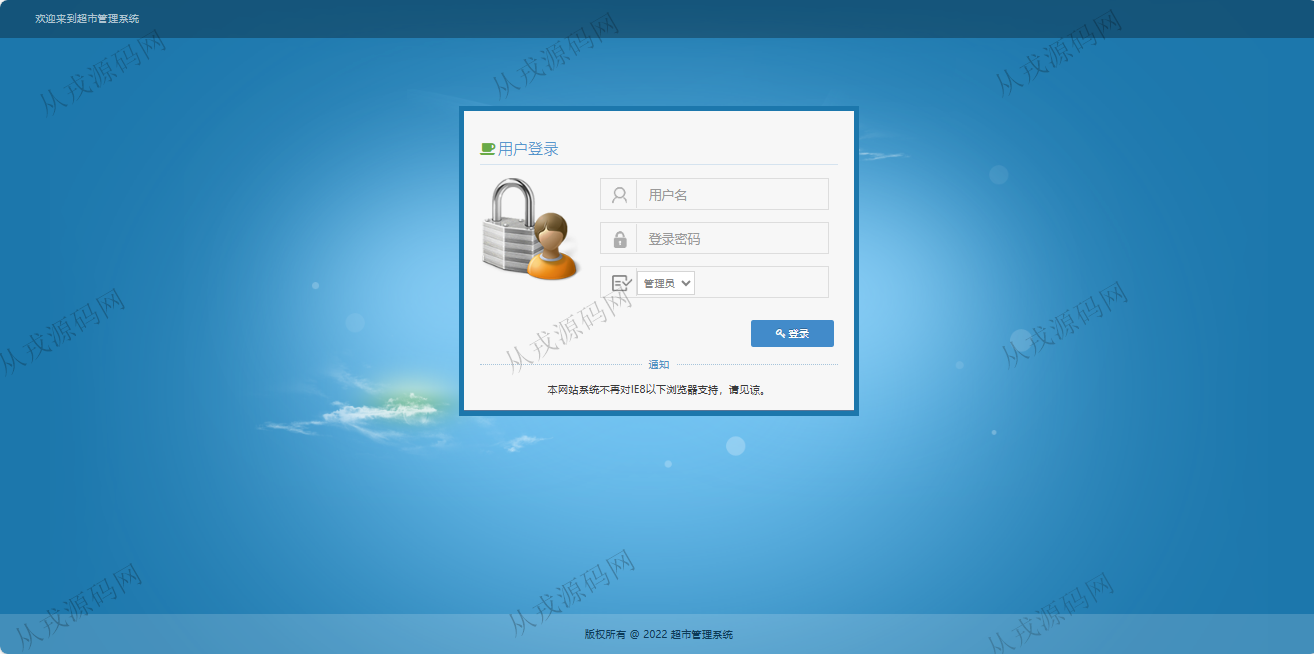 欢迎来到超市管理系统
从戎源码网
从戎源码网
从戎源码网
用户登录
用户名
登录密码
管理员
从戎源码网
从戎源码网
从戎源码网
登录
通知
本网站系统不再对IE8以下浏览器支持，请见谅。
从戎源码网
从戎源码网
从戎源码网
版权所有 @ 2022 超市管理系统